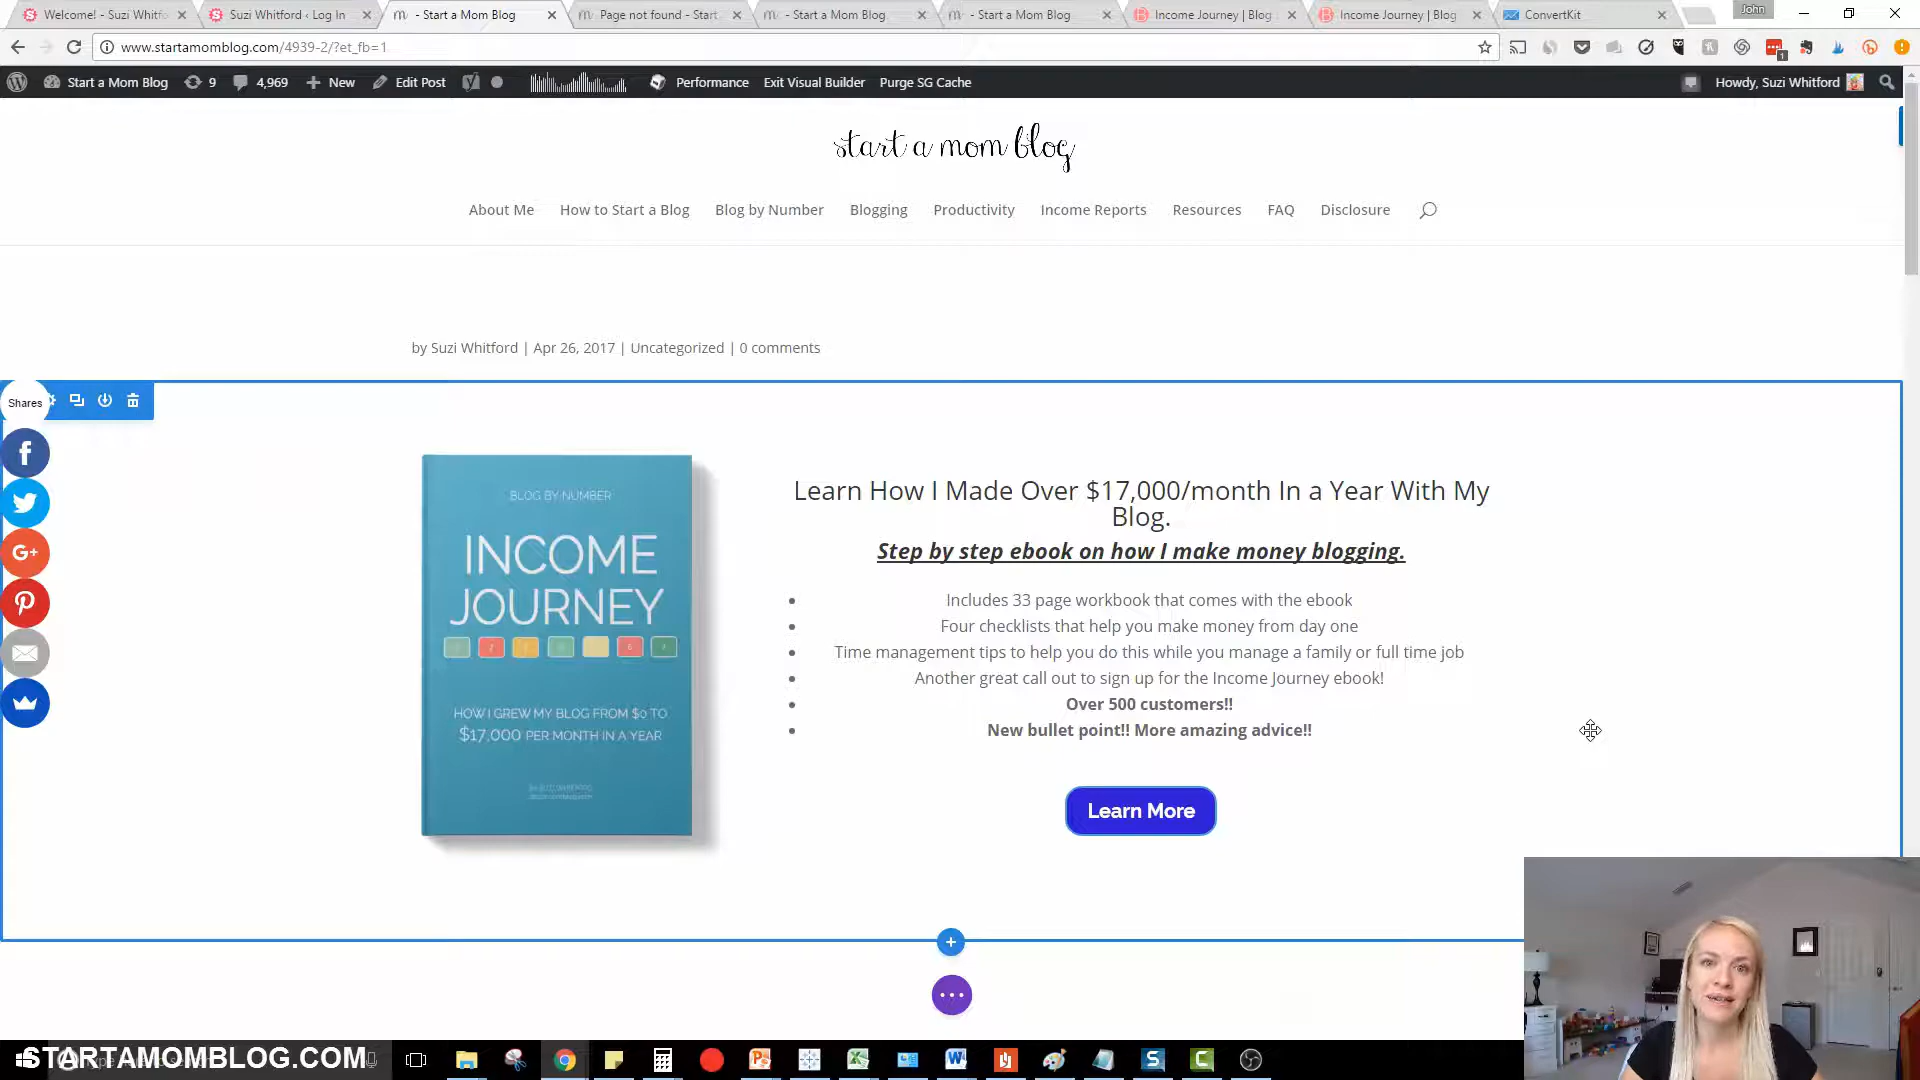 Welcome! - Suzi Whitf
Suzi Whitford ‹ Log In
- Start a Mom Blog
Page not found - Start
- Start a Mom Blog
- Start a Mom Blog
Income Journey | Blog
Income Journey | Blog
ConvertKit
John
www.startamomblog.com/4939-2/?et_fb=1
1
Start a Mom Blog
9
4,969
New
Edit Post
Performance
Exit Visual Builder
Purge SG Cache
Howdy, Suzi Whitford
start a mom blog
About Me
How to Start a Blog
Blog by Number
Blogging
Productivity
Income Reports
Resources
FAQ
Disclosure
by Suzi Whitford | Apr 26, 2017 | Uncategorized | 0 comments
Shares
BLOG BY NUMBER
INCOME
JOURNEY
HOW I GREW MY BLOG FROM $0 TO
$17,000 PER MONTH IN A YEAR
Learn How I Made Over $17,000/month In a Year With My
Blog.
Step by step ebook on how I make money blogging.
Includes 33 page workbook that comes with the ebook
Four checklists that help you make money from day one
Time management tips to help you do this while you manage a family or full time job
Another great call out to sign up for the Income Journey ebook!
Over 500 customers!!
New bullet point!! More amazing advice!!
Learn More
STARTAMOMBLOG.COM